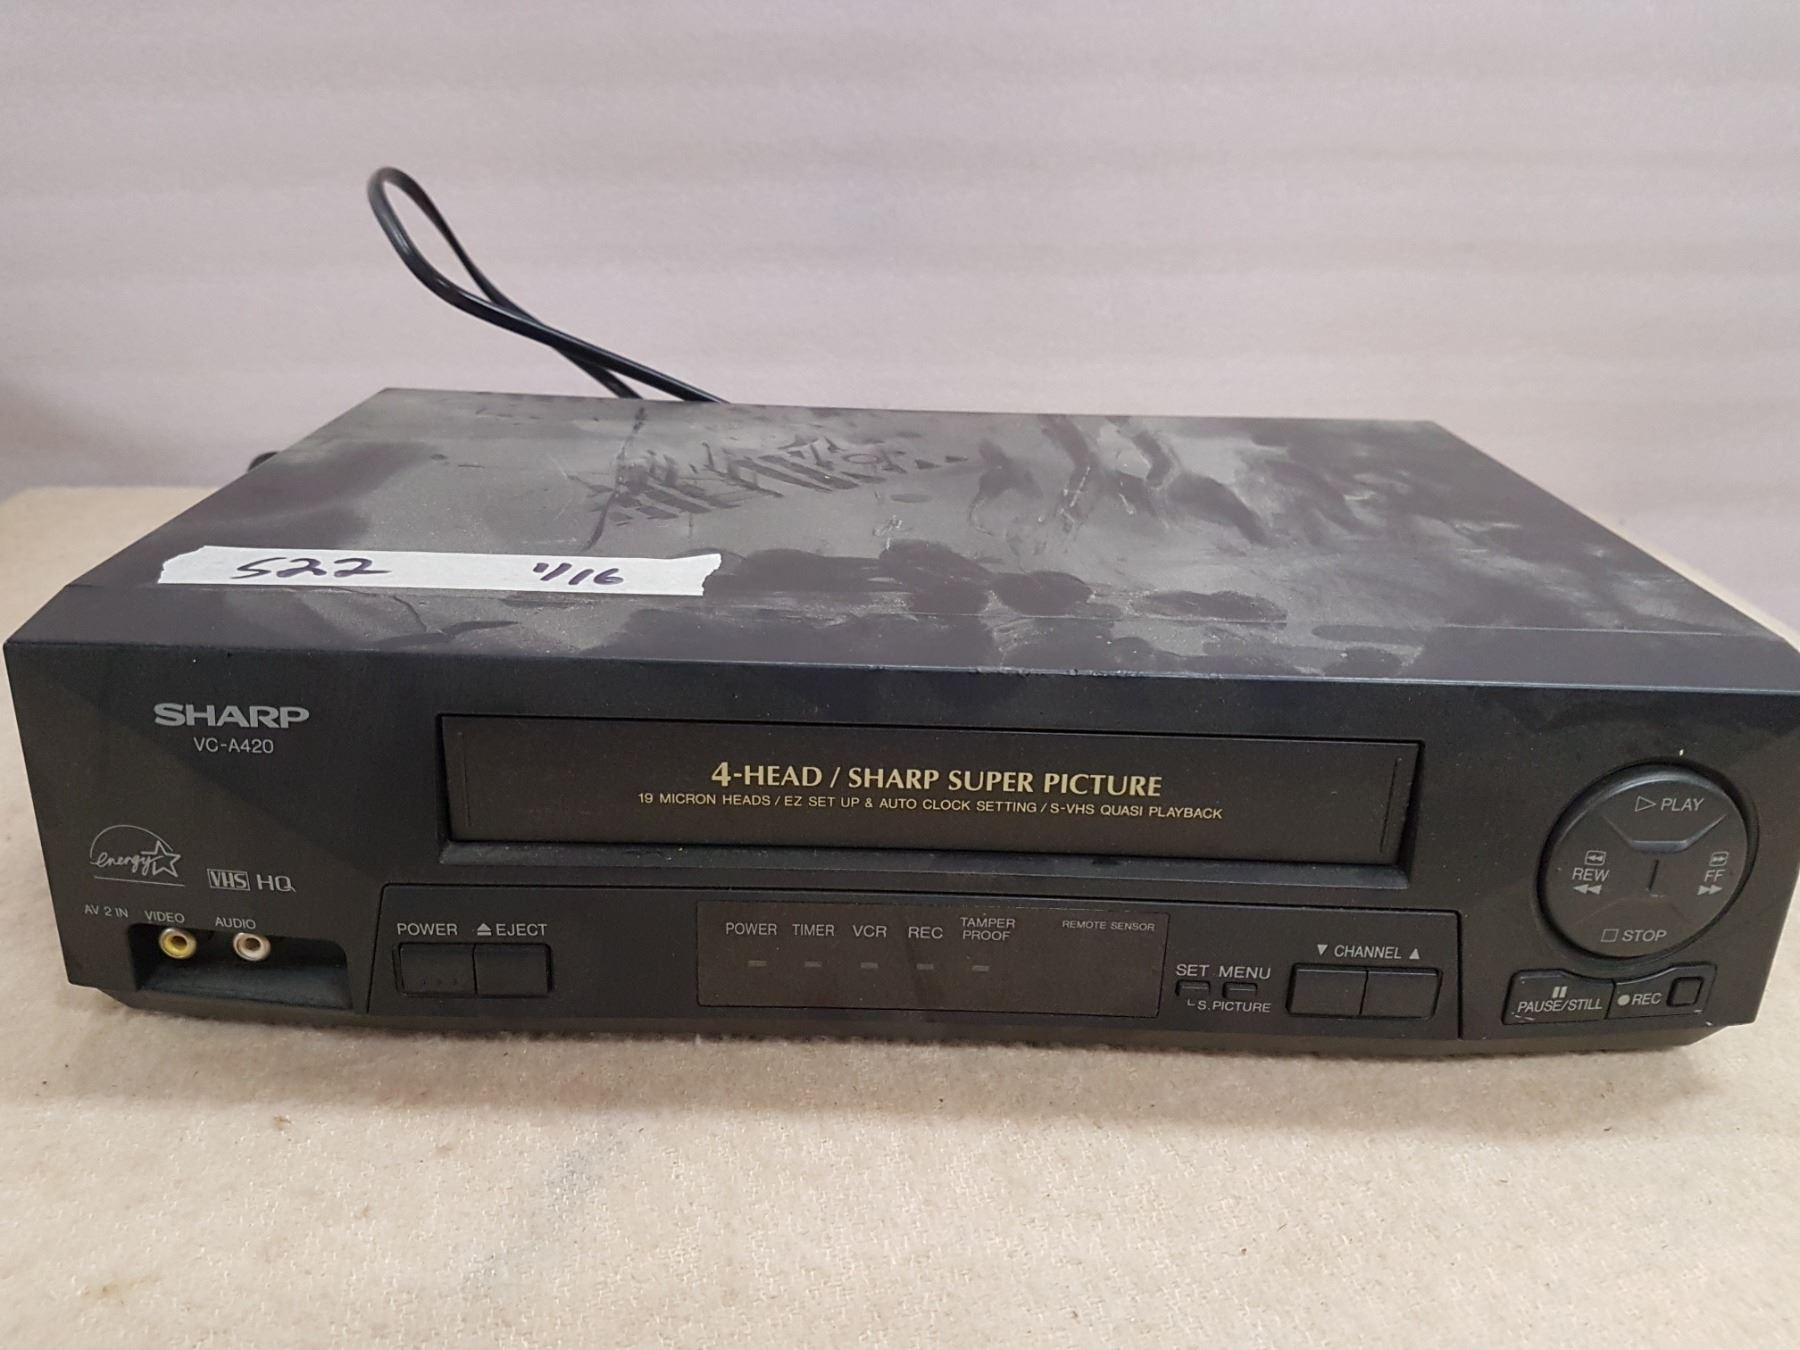 522 1/16
SHARP
VC-A420
4-HEAD / SHARP SUPER PICTURE
19 MICRON HEADS / EZ SET UP & AUTO CLOCK SETTING / S-VHS QUASI PLAYBACK
energy
VHS HQ
AV 2 IN VIDEO AUDIO
POWER ⏏ EJECT
POWER TIMER VCR REC TAMPER PROOF REMOTE SENSOR
SET MENU
S. PICTURE
▼ CHANNEL ▲
▷ PLAY
REW
FF
□ STOP
PAUSE/STILL
● REC